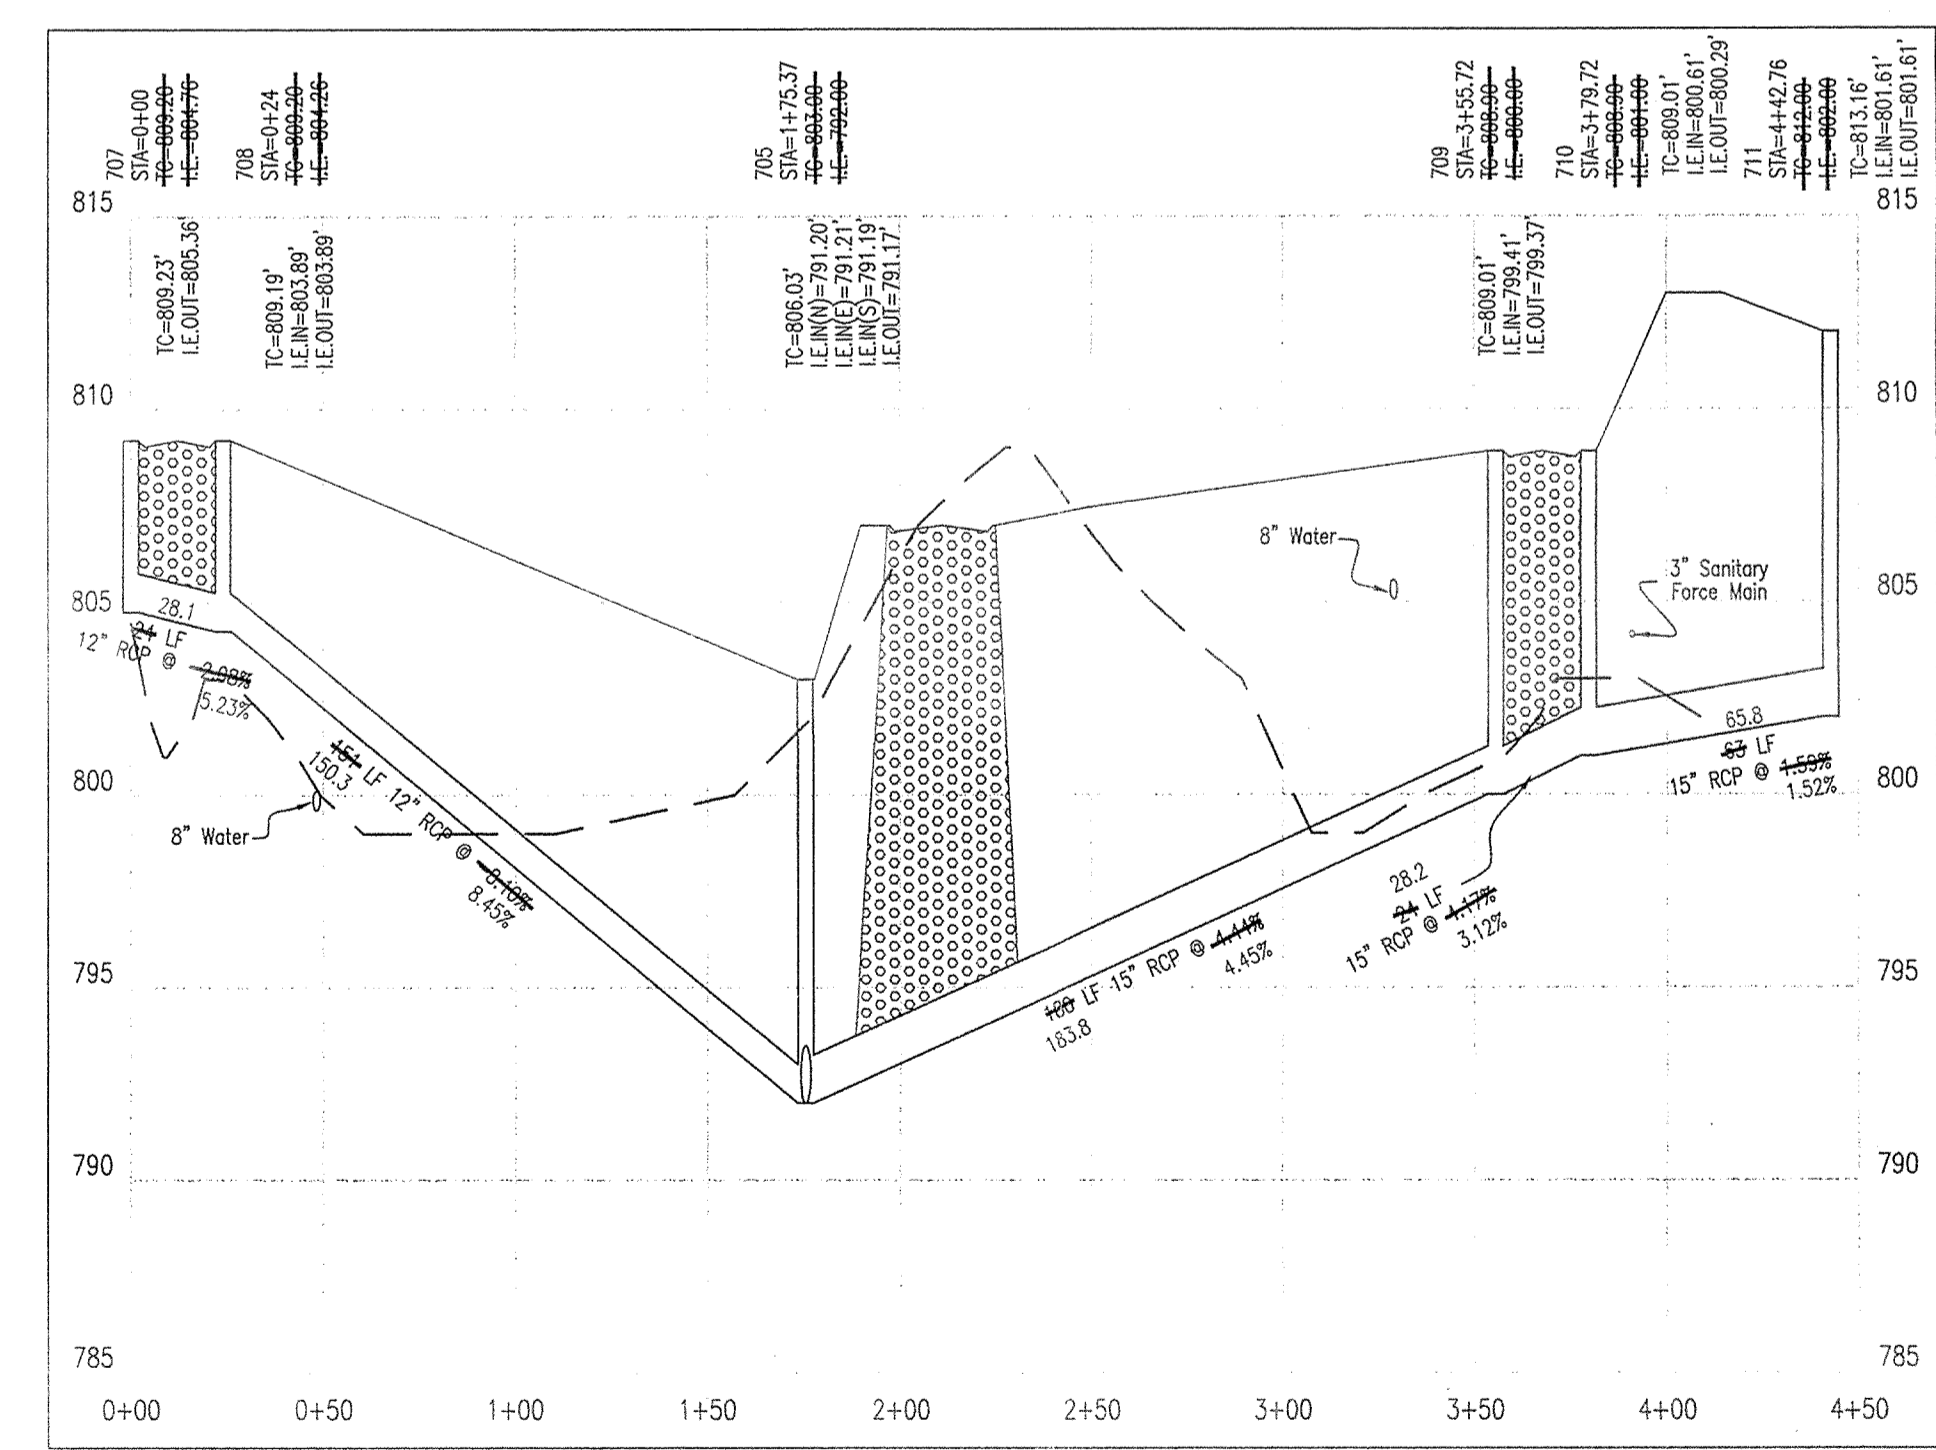 707
STA=0+00
TC=809.20
I.E.=804.76
708
STA=0+24
TC=809.20
I.E.=804.26
705
STA=1+75.37
TC=803.00
I.E.=792.00
709
STA=3+55.72
TC=808.90
I.E.=800.00
710
STA=3+79.72
TC=808.90
I.E.=801.00
TC=809.01'
I.E.IN=800.61'
I.E.OUT=800.29'
711
STA=4+42.76
TC=812.00
I.E.=802.00
TC=813.16'
I.E.IN=801.61'
I.E.OUT=801.61'
815
815
TC=809.23'
I.E.OUT=805.36'
TC=809.19'
I.E.IN=803.89'
I.E.OUT=803.89'
TC=806.03'
I.E.IN(N)=791.20'
I.E.IN(E)=791.21'
I.E.IN(S)=791.19'
I.E.OUT=791.17'
TC=809.01'
I.E.IN=799.41'
I.E.OUT=799.37'
810
810
8" Water
3" Sanitary
Force Main
805
805
28.1
24 LF
12" RCP @ 2.08%
5.23%
151 LF 12" RCP @ 8.10%
150.3
8.45%
8" Water
800
800
65.8
63 LF
15" RCP @ 1.59%
1.52%
28.2
24 LF
15" RCP @ 4.17%
3.12%
180 LF 15" RCP @ 4.44%
183.8
4.45%
795
795
790
790
785
785
0+00
0+50
1+00
1+50
2+00
2+50
3+00
3+50
4+00
4+50